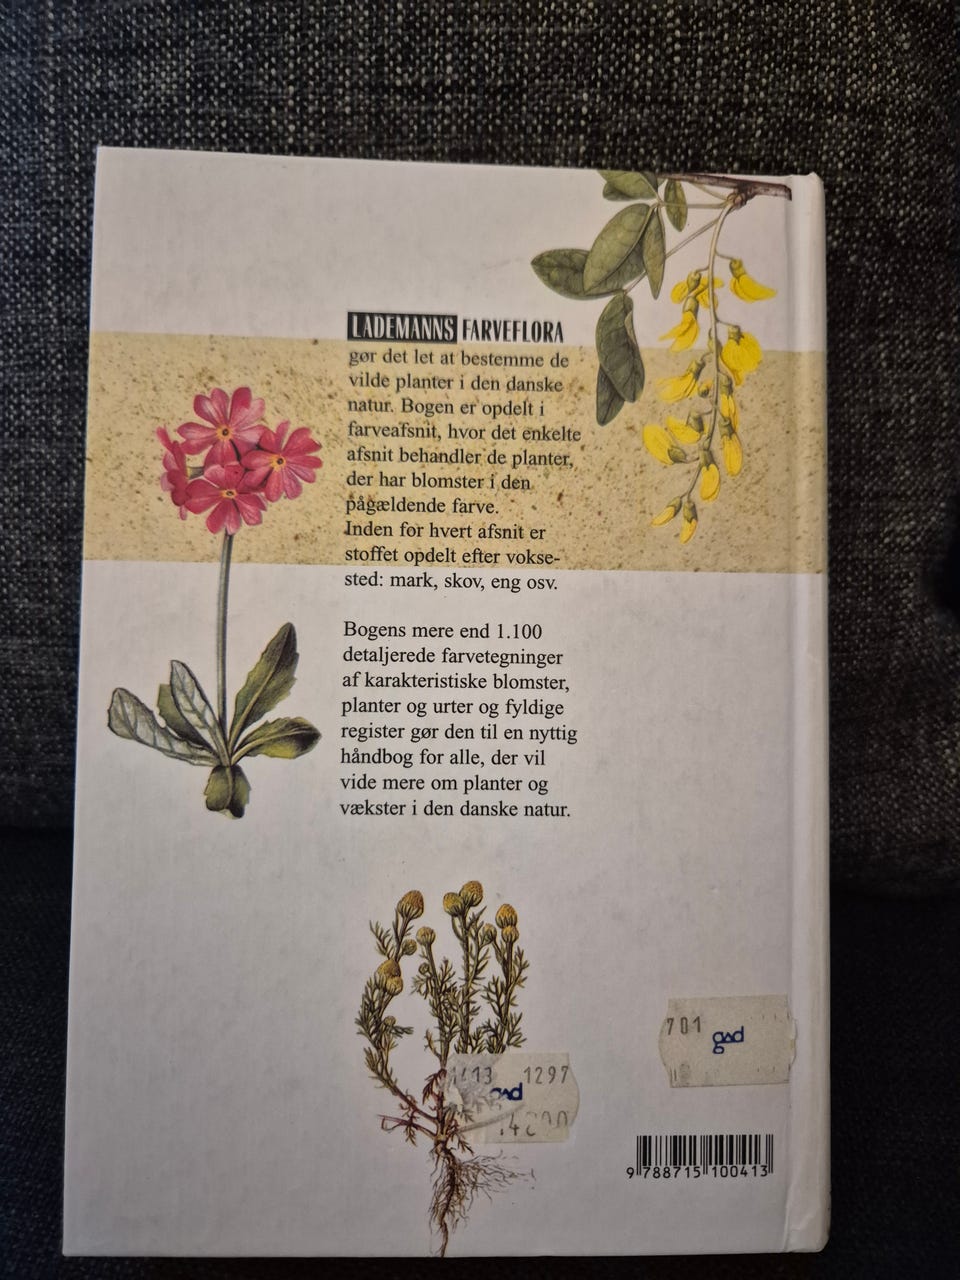 LADEMANNS FARVEFLORA
gør det let at bestemme de
vilde planter i den danske
natur. Bogen er opdelt i
farveafsnit, hvor det enkelte
afsnit behandler de planter,
der har blomster i den
pågældende farve.
Inden for hvert afsnit er
stoffet opdelt efter vokse-
sted: mark, skov, eng osv.
Bogens mere end 1.100
detaljerede farvetegninger
af karakteristiske blomster,
planter og urter og fyldige
register gør den til en nyttig
håndbog for alle, der vil
vide mere om planter og
vækster i den danske natur.
701 gad
1413 1297
gad
9 788715 100413